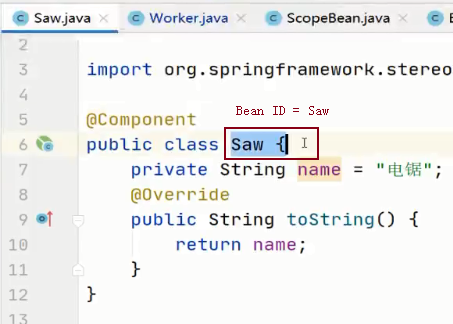 Saw.java × Worker.java × ScopeBean.java ×
2
3 import org.springframework.stereo
4
5 @Component
Bean ID = Saw
6 public class Saw {
7 private String name = "电锯";
8 @Override
9 public String toString() {
10 return name;
11 }
12 }
13